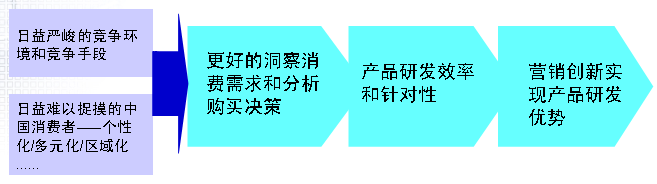 日益严峻的竞争环
境和竞争手段
日益难以捉摸的中
国消费者——个性
化/多元化/区域化
……
更好的洞察消
费需求和分析
购买决策
产品研发效率
和针对性
营销创新实
现产品研发
优势